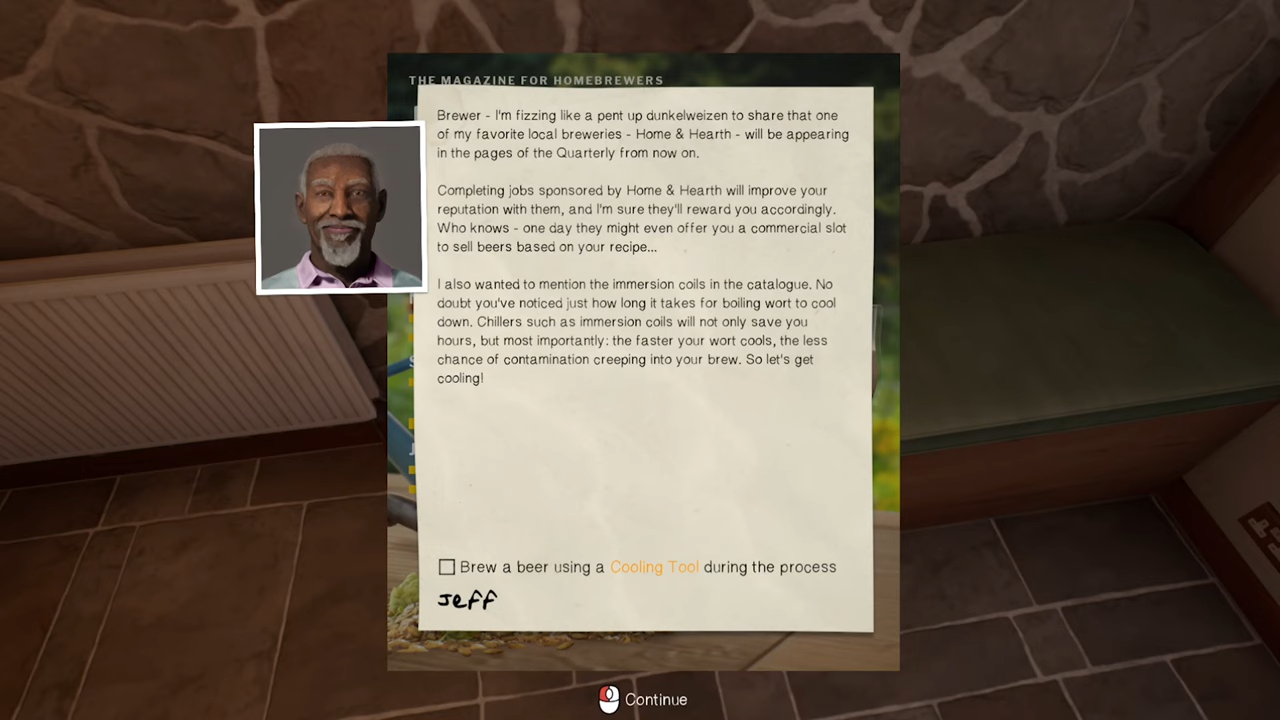 THE MAGAZINE FOR HOMEBREWERS
Brewer - I'm fizzing like a pent up dunkelweizen to share that one
of my favorite local breweries - Home & Hearth - will be appearing
in the pages of the Quarterly from now on.
Completing jobs sponsored by Home & Hearth will improve your
reputation with them, and I'm sure they'll reward you accordingly.
Who knows - one day they might even offer you a commercial slot
to sell beers based on your recipe...
I also wanted to mention the immersion coils in the catalogue. No
doubt you've noticed just how long it takes for boiling wort to cool
down. Chillers such as immersion coils will not only save you
hours, but most importantly: the faster your wort cools, the less
chance of contamination creeping into your brew. So let's get
cooling!
Brew a beer using a Cooling Tool during the process
Jeff
Continue